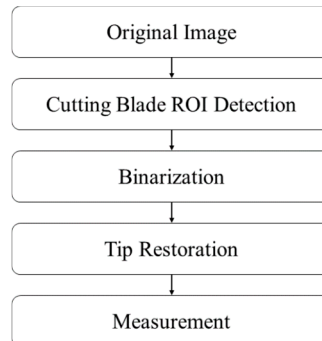 Original Image
Cutting Blade ROI Detection
Binarization
Tip Restoration
Measurement